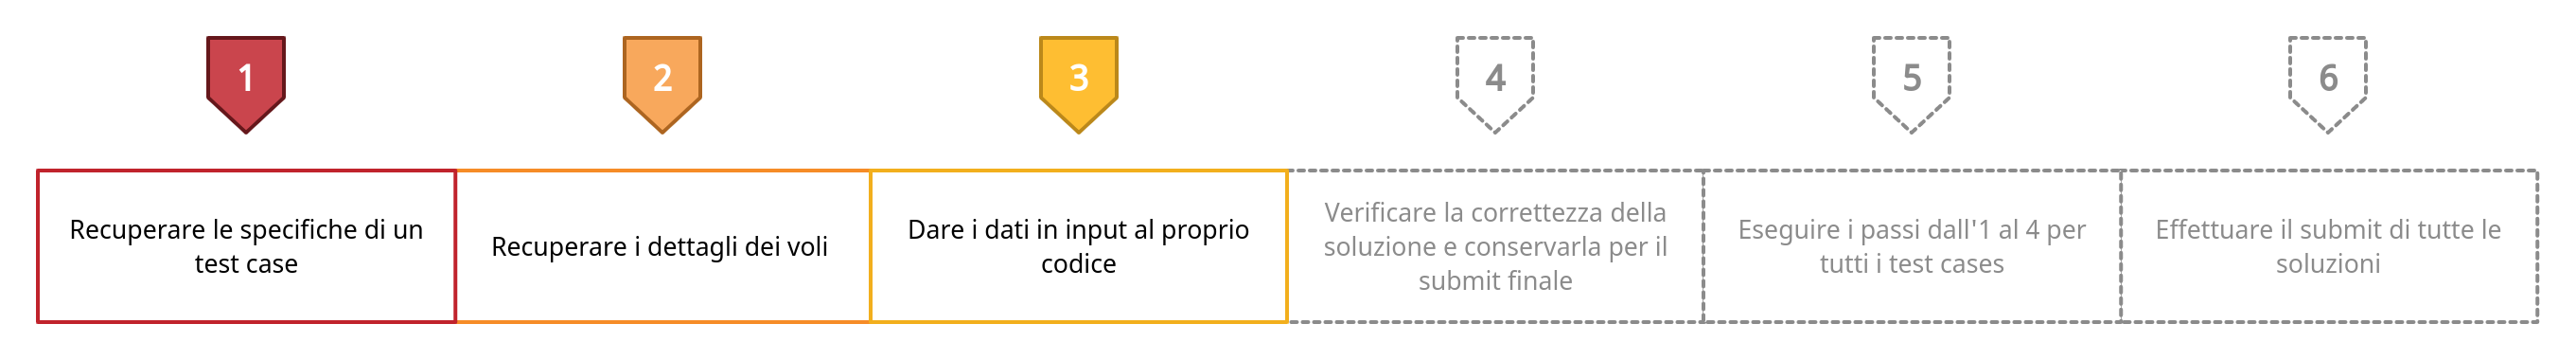 1
2
3
4
5
6
Recuperare le specifiche di un
test case
Recuperare i dettagli dei voli
Dare i dati in input al proprio
codice
Verificare la correttezza della
soluzione e conservarla per il
submit finale
Eseguire i passi dall'1 al 4 per
tutti i test cases
Effettuare il submit di tutte le
soluzioni